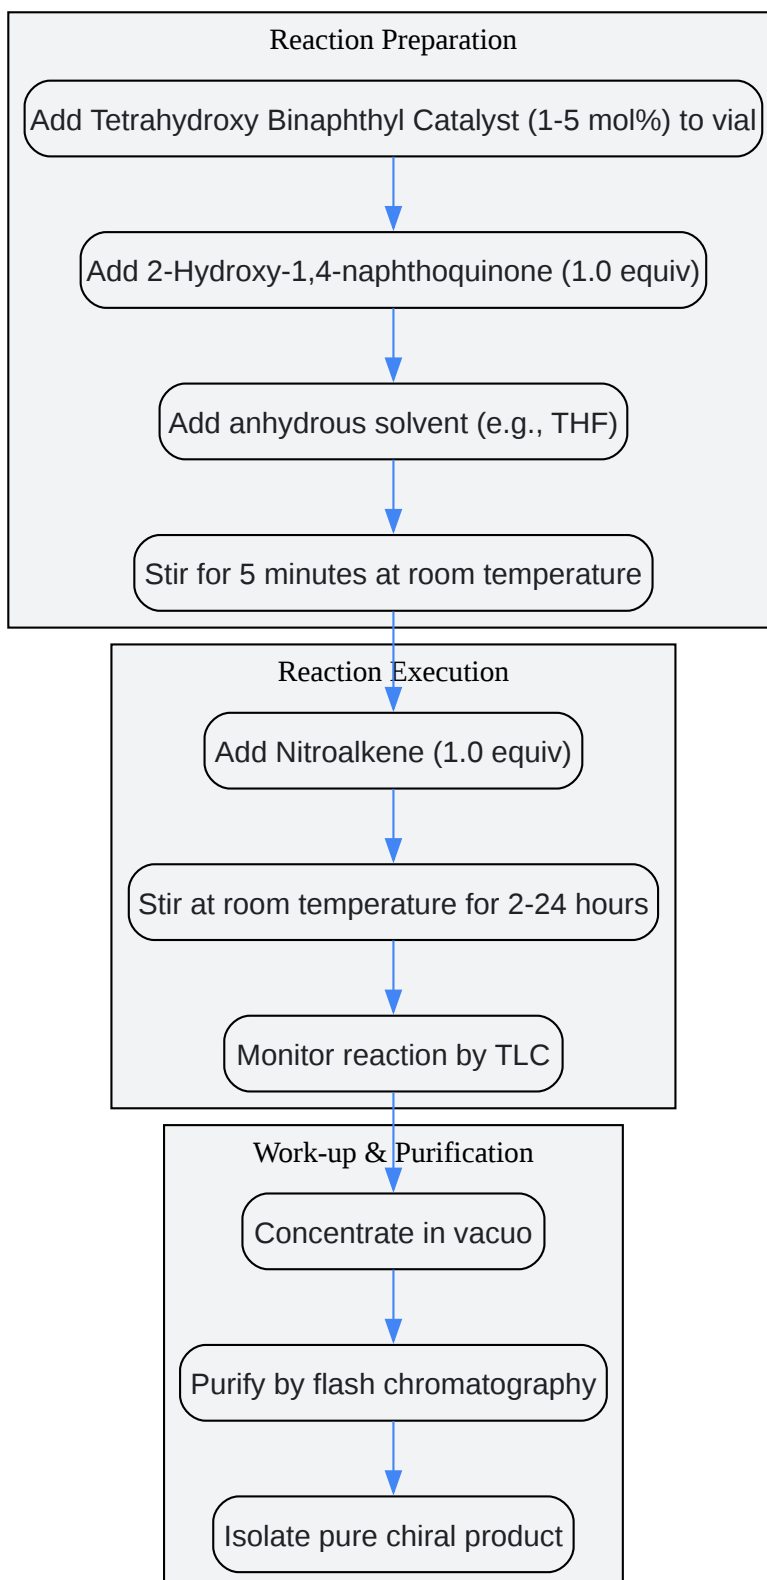 Reaction Preparation
Add Tetrahydroxy Binaphthyl Catalyst (1-5 mol%) to vial
Add 2-Hydroxy-1,4-naphthoquinone (1.0 equiv)
Add anhydrous solvent (e.g., THF)
Stir for 5 minutes at room temperature
Reaction Execution
Add Nitroalkene (1.0 equiv)
Stir at room temperature for 2-24 hours
Monitor reaction by TLC
Work-up & Purification
Concentrate in vacuo
Purify by flash chromatography
Isolate pure chiral product